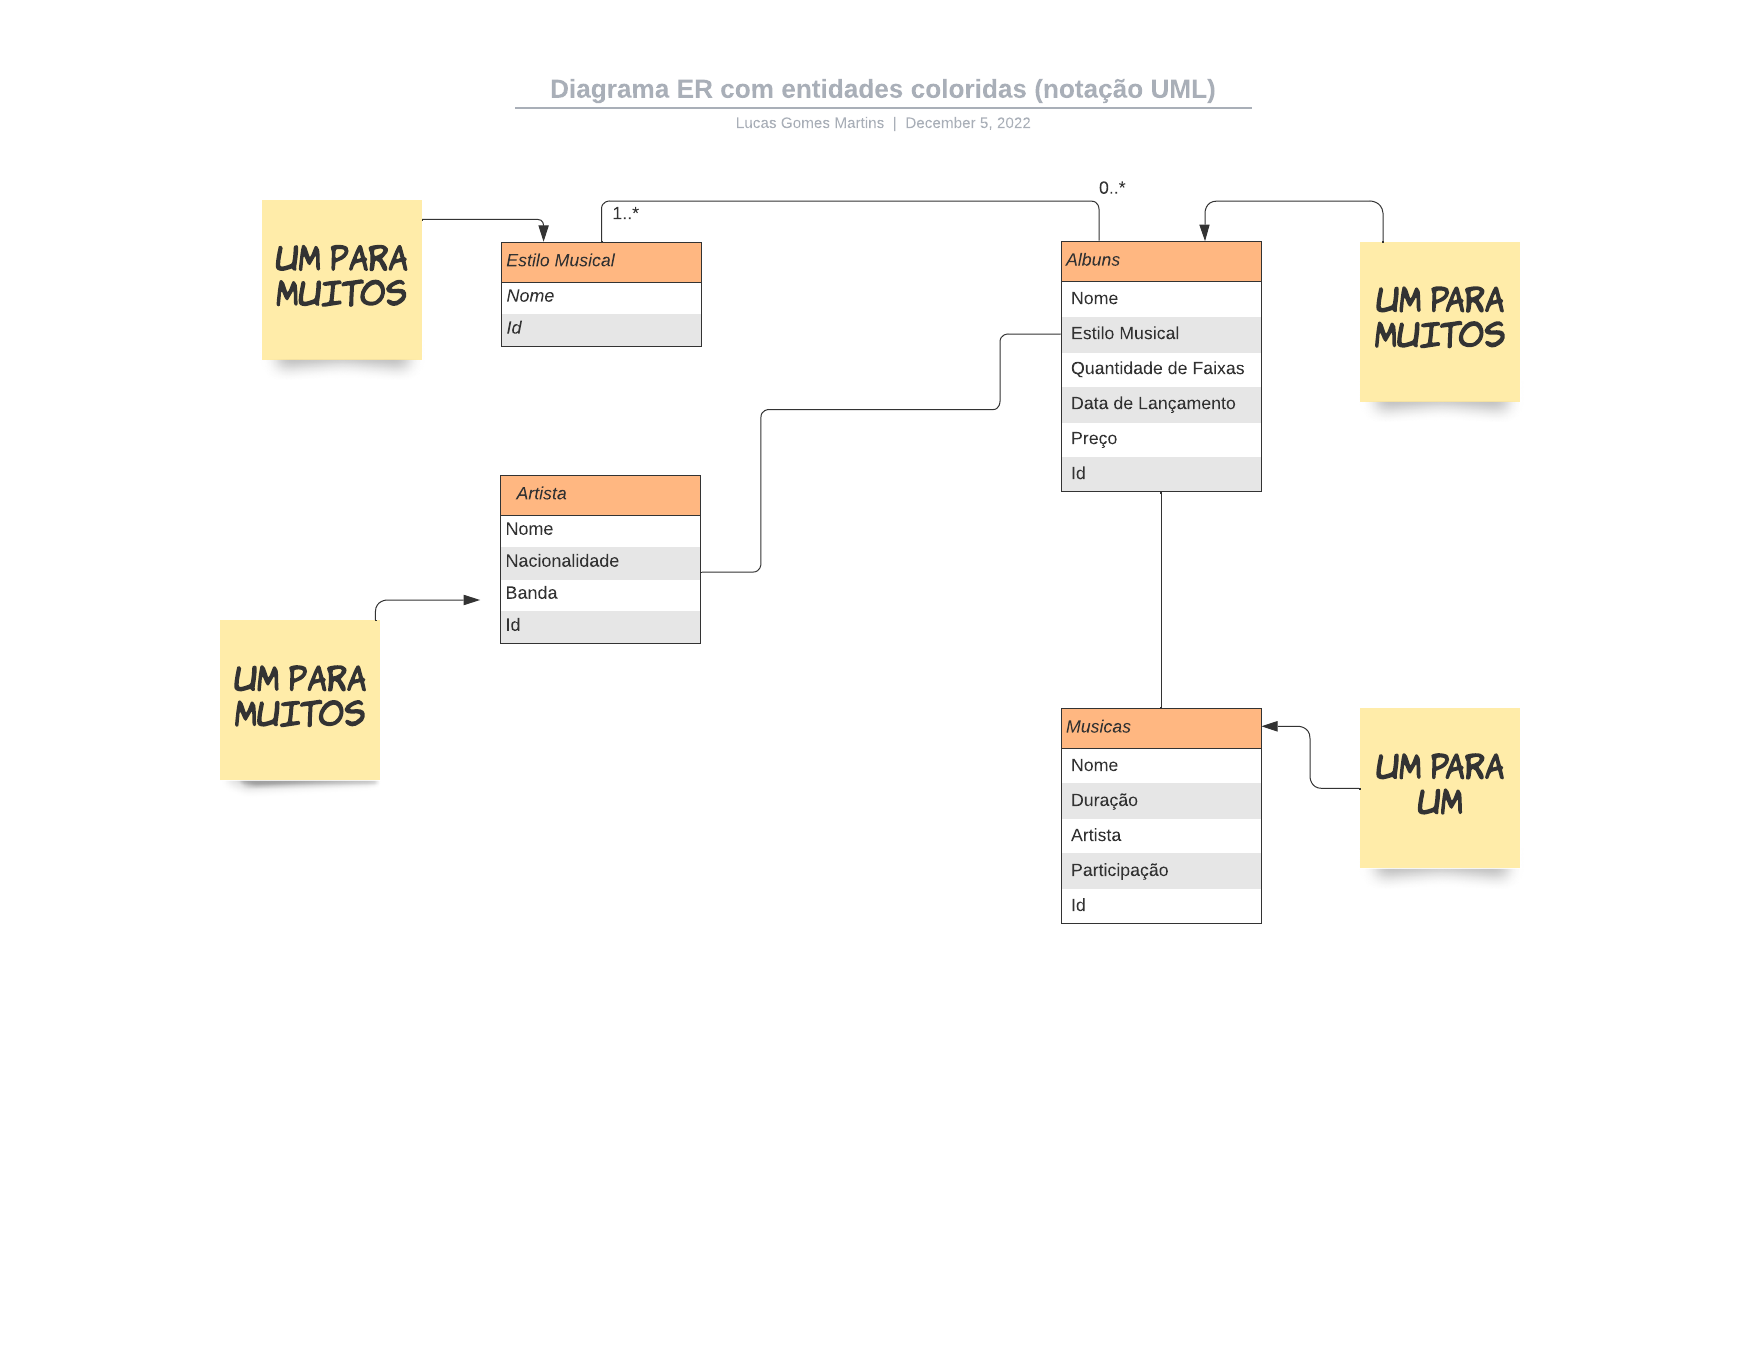 Diagrama ER com entidades coloridas (notação UML)
Lucas Gomes Martins | December 5, 2022
UM PARA
MUITOS
1..*
0..*
Estilo Musical
Nome
Id
Albuns
Nome
Estilo Musical
Quantidade de Faixas
Data de Lançamento
Preço
Id
UM PARA
MUITOS
Artista
Nome
Nacionalidade
Banda
Id
UM PARA
MUITOS
Musicas
Nome
Duração
Artista
Participação
Id
UM PARA
UM